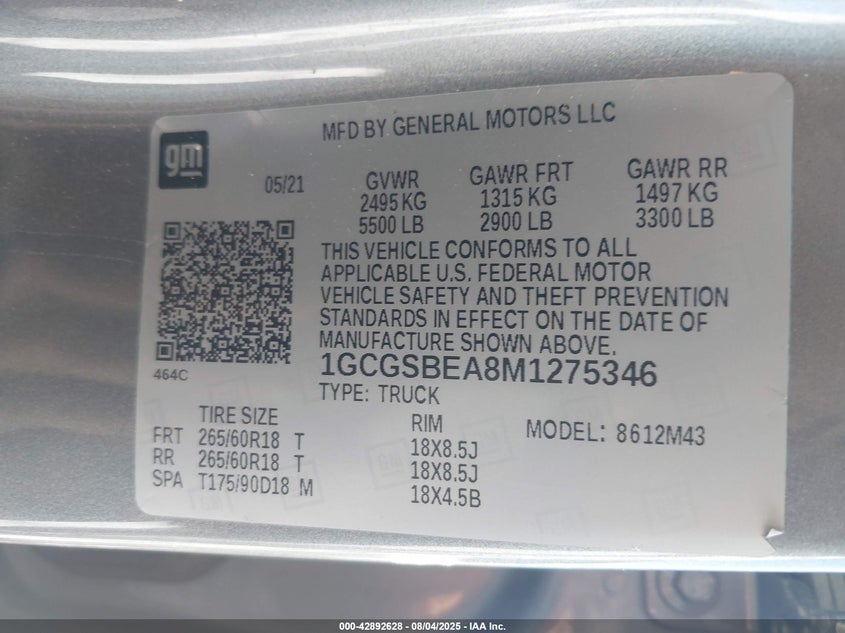 MFD BY GENERAL MOTORS LLC
gm
05/21
GVWR GAWR FRT GAWR RR
2495 KG 1315 KG 1497 KG
5500 LB 2900 LB 3300 LB
THIS VEHICLE CONFORMS TO ALL
APPLICABLE U.S. FEDERAL MOTOR
VEHICLE SAFETY AND THEFT PREVENTION
STANDARDS IN EFFECT ON THE DATE OF
MANUFACTURE SHOWN ABOVE.
464C
1GCGSBEA8M1275346
TYPE: TRUCK
TIRE SIZE RIM MODEL: 8612M43
FRT 265/60R18 T 18X8.5J
RR 265/60R18 T 18X8.5J
SPA T175/90D18 M 18X4.5B
000-42892628 - 08/04/2025 - IAA Inc.